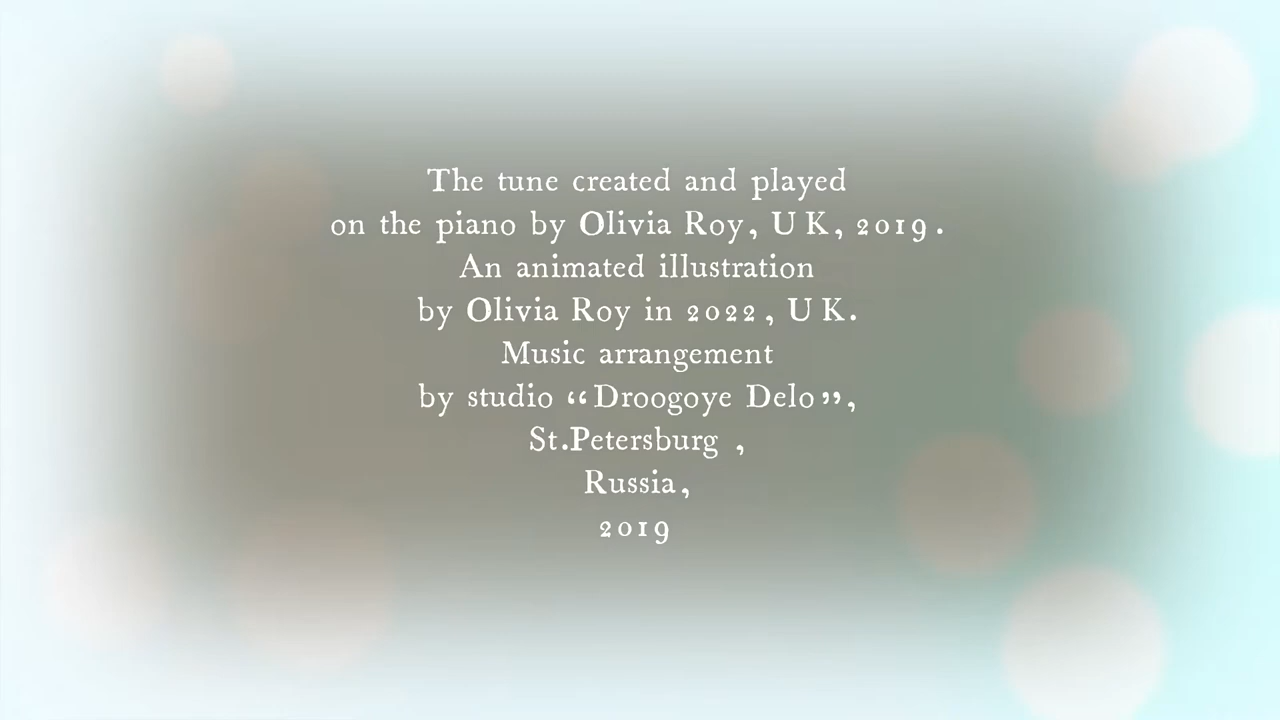 The tune created and played
on the piano by Olivia Roy, UK, 2019.
An animated illustration
by Olivia Roy in 2022, UK.
Music arrangement
by studio “Droogoye Delo”,
St.Petersburg ,
Russia,
2019